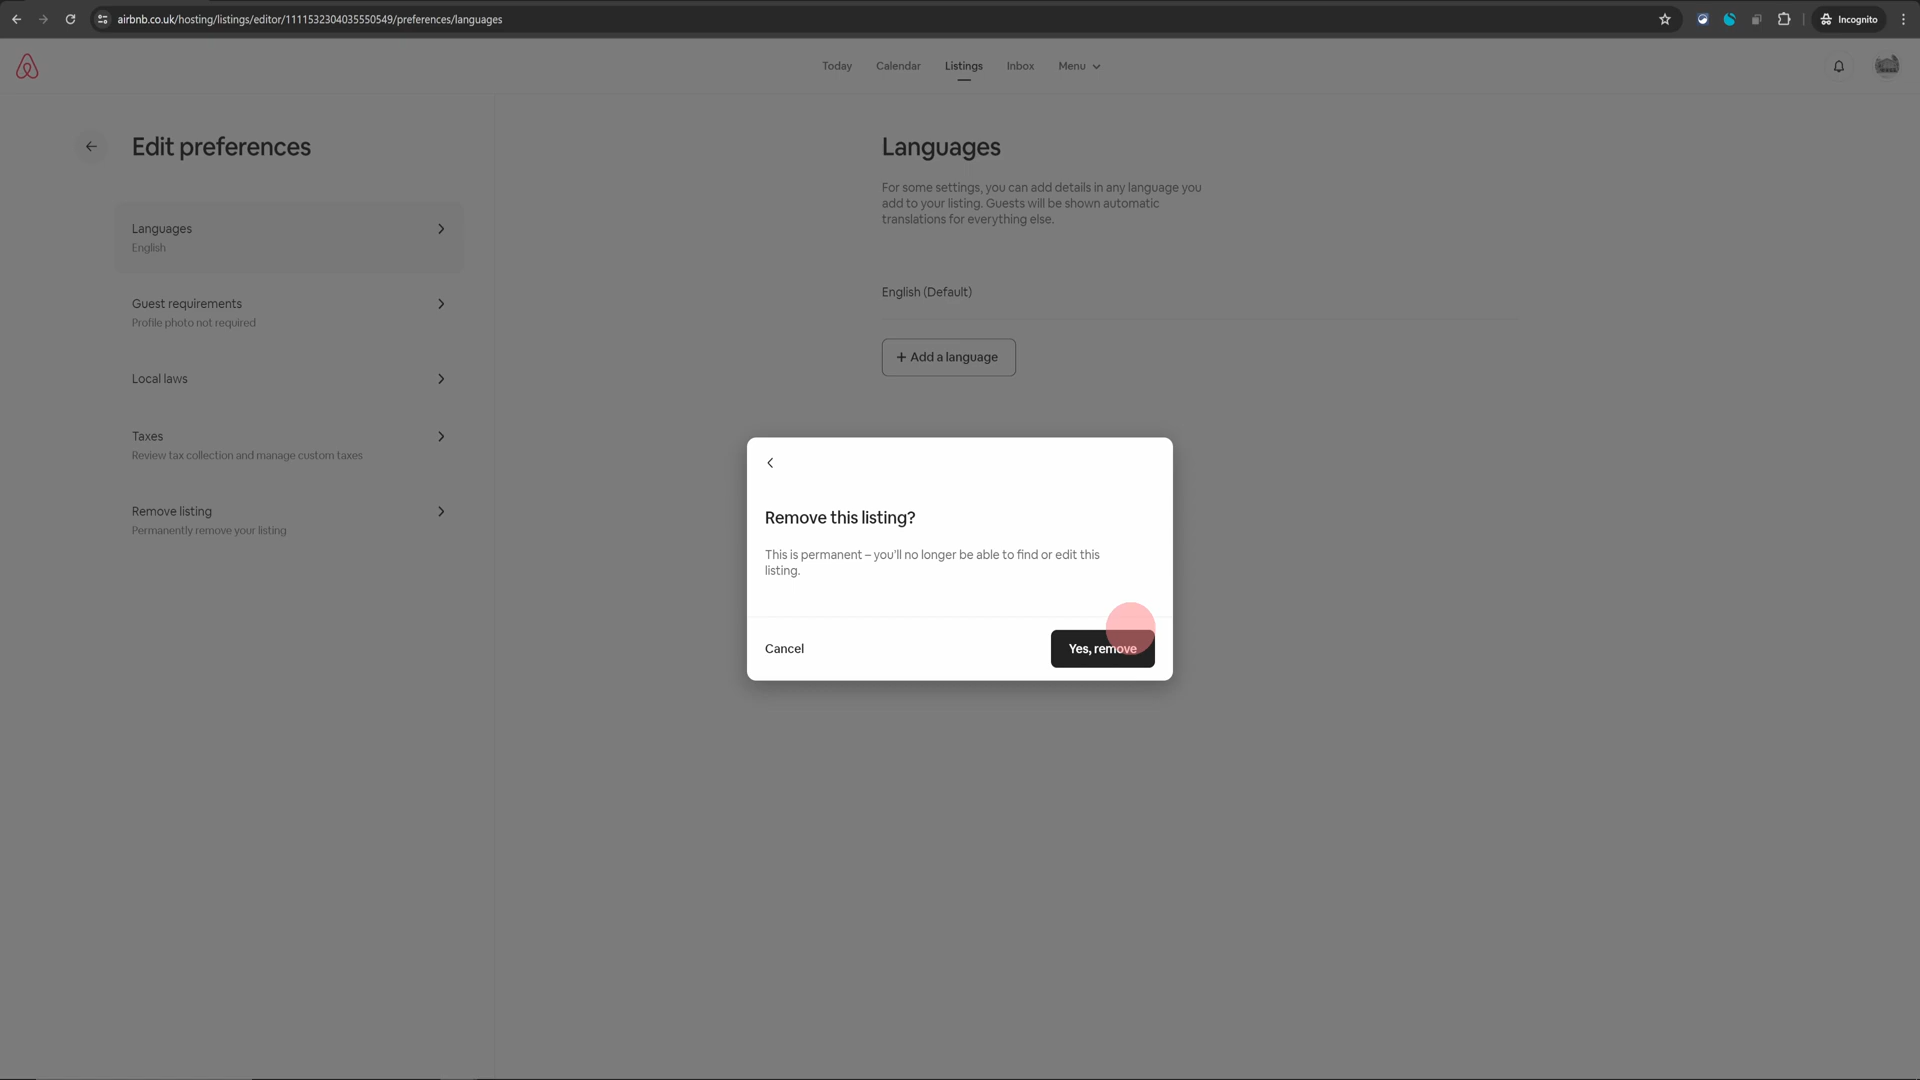 airbnb.co.uk/hosting/listings/editor/1111532304035550549/preferences/languages
Incognito
Today
Calendar
Listings
Inbox
Menu
Edit preferences
Languages
English
Guest requirements
Profile photo not required
Local laws
Taxes
Review tax collection and manage custom taxes
Remove listing
Permanently remove your listing
Languages
For some settings, you can add details in any language you
add to your listing. Guests will be shown automatic
translations for everything else.
English (Default)
+ Add a language
Remove this listing?
This is permanent – you'll no longer be able to find or edit this
listing.
Cancel
Yes, remove